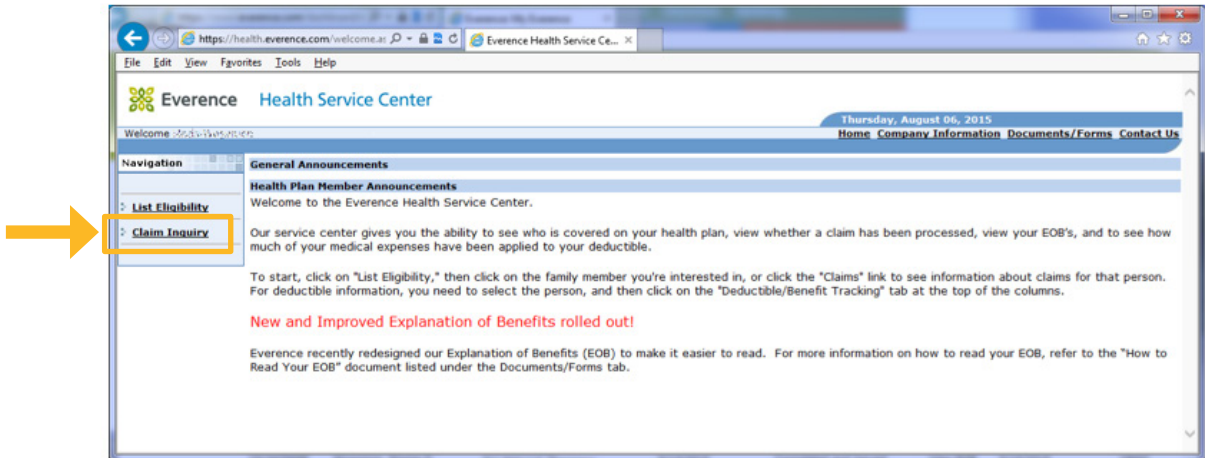 https://health.everence.com/welcome.as
Everence Health Service Ce...
File Edit View Favorites Tools Help
Everence Health Service Center
Thursday, August 06, 2015
Welcome
Home Company Information Documents/Forms Contact Us
Navigation
General Announcements
Health Plan Member Announcements
List Eligibility
Welcome to the Everence Health Service Center.
Claim Inquiry
Our service center gives you the ability to see who is covered on your health plan, view whether a claim has been processed, view your EOB's, and to see how
much of your medical expenses have been applied to your deductible.
To start, click on "List Eligibility," then click on the family member you're interested in, or click the "Claims" link to see information about claims for that person.
For deductible information, you need to select the person, and then click on the "Deductible/Benefit Tracking" tab at the top of the columns.
New and Improved Explanation of Benefits rolled out!
Everence recently redesigned our Explanation of Benefits (EOB) to make it easier to read. For more information on how to read your EOB, refer to the "How to
Read Your EOB" document listed under the Documents/Forms tab.